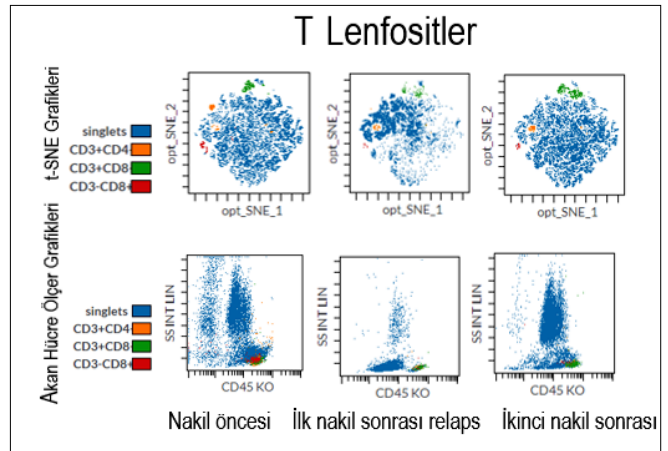 T Lenfositler
t-SNE Grafikleri
singlets
CD3+CD4
CD3+CD8
CD3-CD8+
opt_SNE_2
opt_SNE_1
opt_SNE_2
opt_SNE_1
opt_SNE_2
opt_SNE_1
Akan Hücre Ölçer Grafikleri
singlets
CD3+CD4
CD3+CD8
CD3-CD8+
SS INT LIN
CD45 KO
SS INT LIN
CD45 KO
SS INT LIN
CD45 KO
Nakil öncesi
İlk nakil sonrası relaps
İkinci nakil sonrası